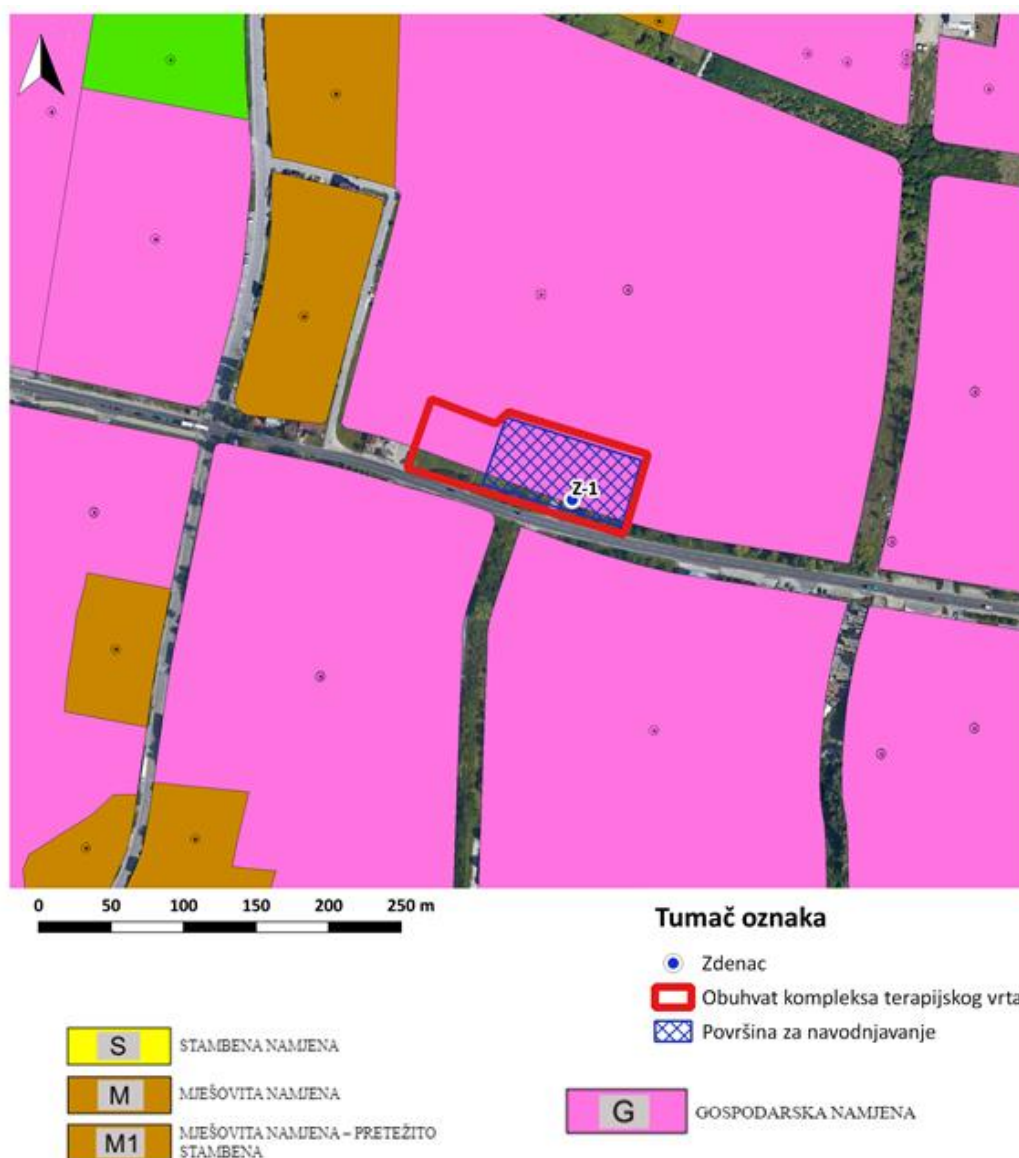 Z-1
0 50 100 150 200 250 m
Tumač oznaka
Zdenac
Obuhvat kompleksa terapijskog vrta
Površina za navodnjavanje
S STAMBENA NAMJENA
M MJEŠOVITA NAMJENA
M1 MJEŠOVITA NAMJENA – PRETEŽITO
STAMBENA
G GOSPODARSKA NAMJENA